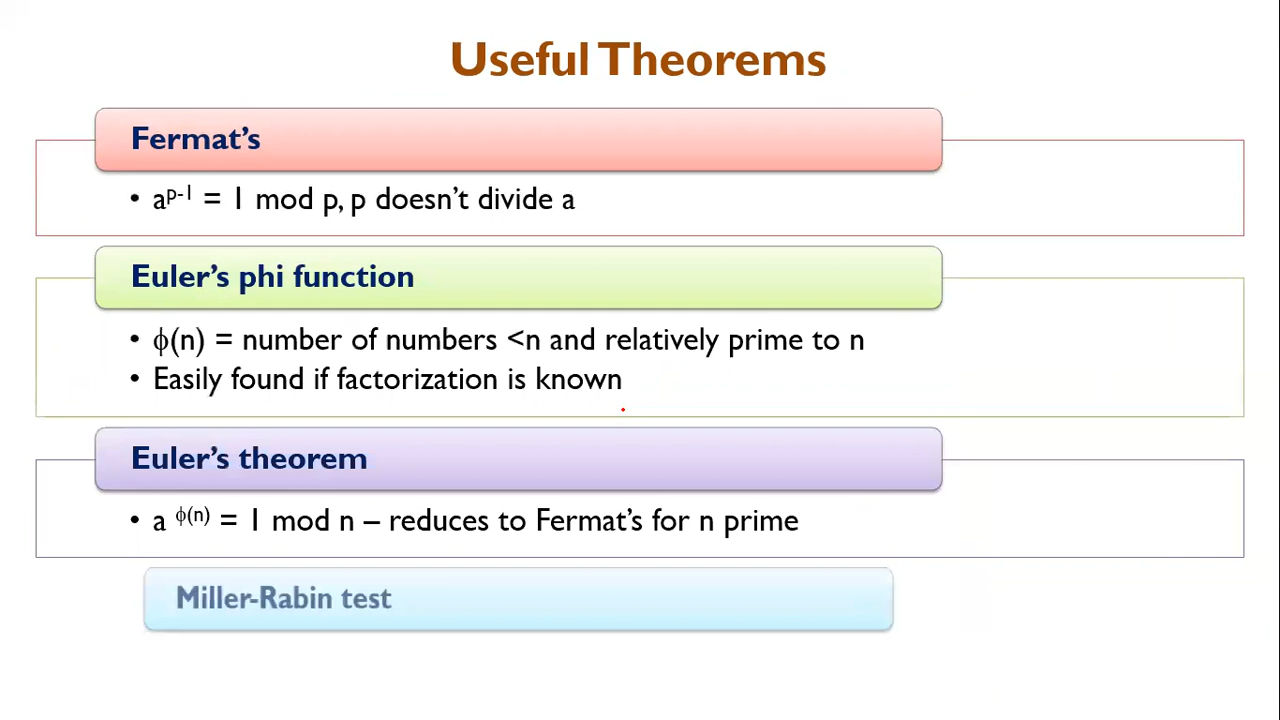 Useful Theorems
Fermat’s
• aᵖ⁻¹ = 1 mod p, p doesn’t divide a
Euler’s phi function
• ϕ(n) = number of numbers <n and relatively prime to n
• Easily found if factorization is known
Euler’s theorem
• a ᵠ⁽ⁿ⁾ = 1 mod n – reduces to Fermat’s for n prime
Miller-Rabin test